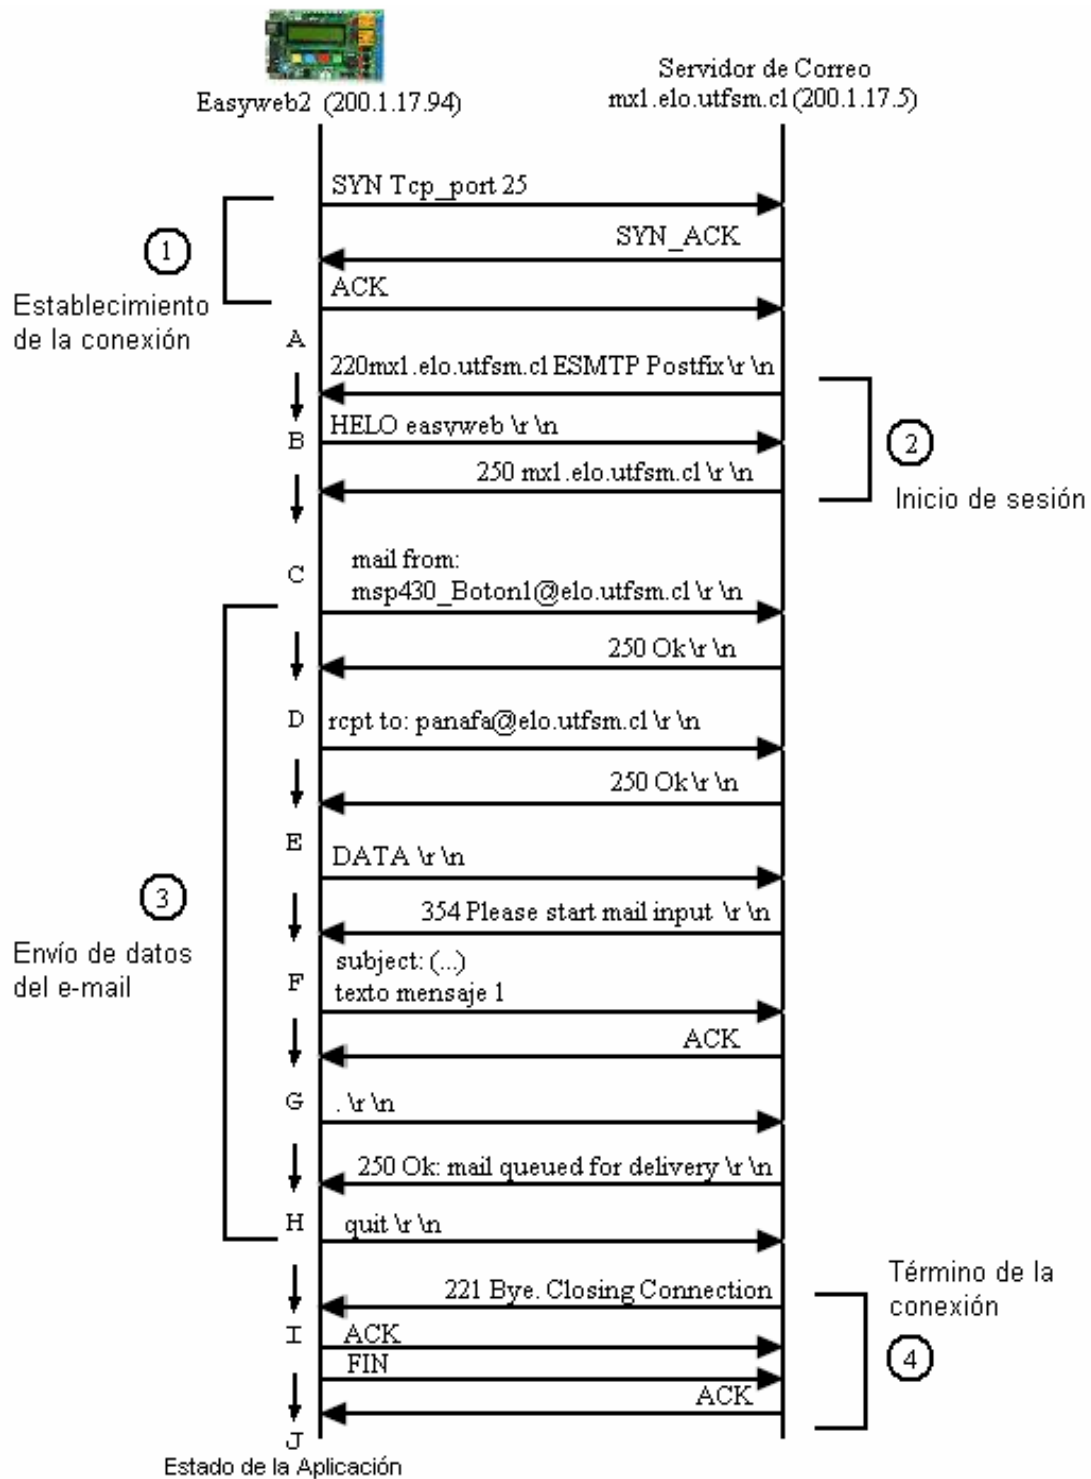 Easyweb2 (200.1.17.94)
Servidor de Correo
mx1.elo.utfsm.cl (200.1.17.5)
SYN Tcp_port 25
SYN_ACK
ACK
1
Establecimiento
de la conexión
A
220mx1.elo.utfsm.cl ESMTP Postfix \r \n
HELO easyweb \r \n
B
250 mx1.elo.utfsm.cl \r \n
2
Inicio de sesión
C
mail from:
msp430_Boton1@elo.utfsm.cl \r \n
250 Ok \r \n
D
rcpt to: panafa@elo.utfsm.cl \r \n
250 Ok \r \n
E
DATA \r \n
354 Please start mail input \r \n
3
Envío de datos
del e-mail
F
subject: (...)
texto mensaje 1
ACK
G
. \r \n
250 Ok: mail queued for delivery \r \n
H
quit \r \n
221 Bye. Closing Connection
Término de la
conexión
4
I
ACK
FIN
ACK
J
Estado de la Aplicación